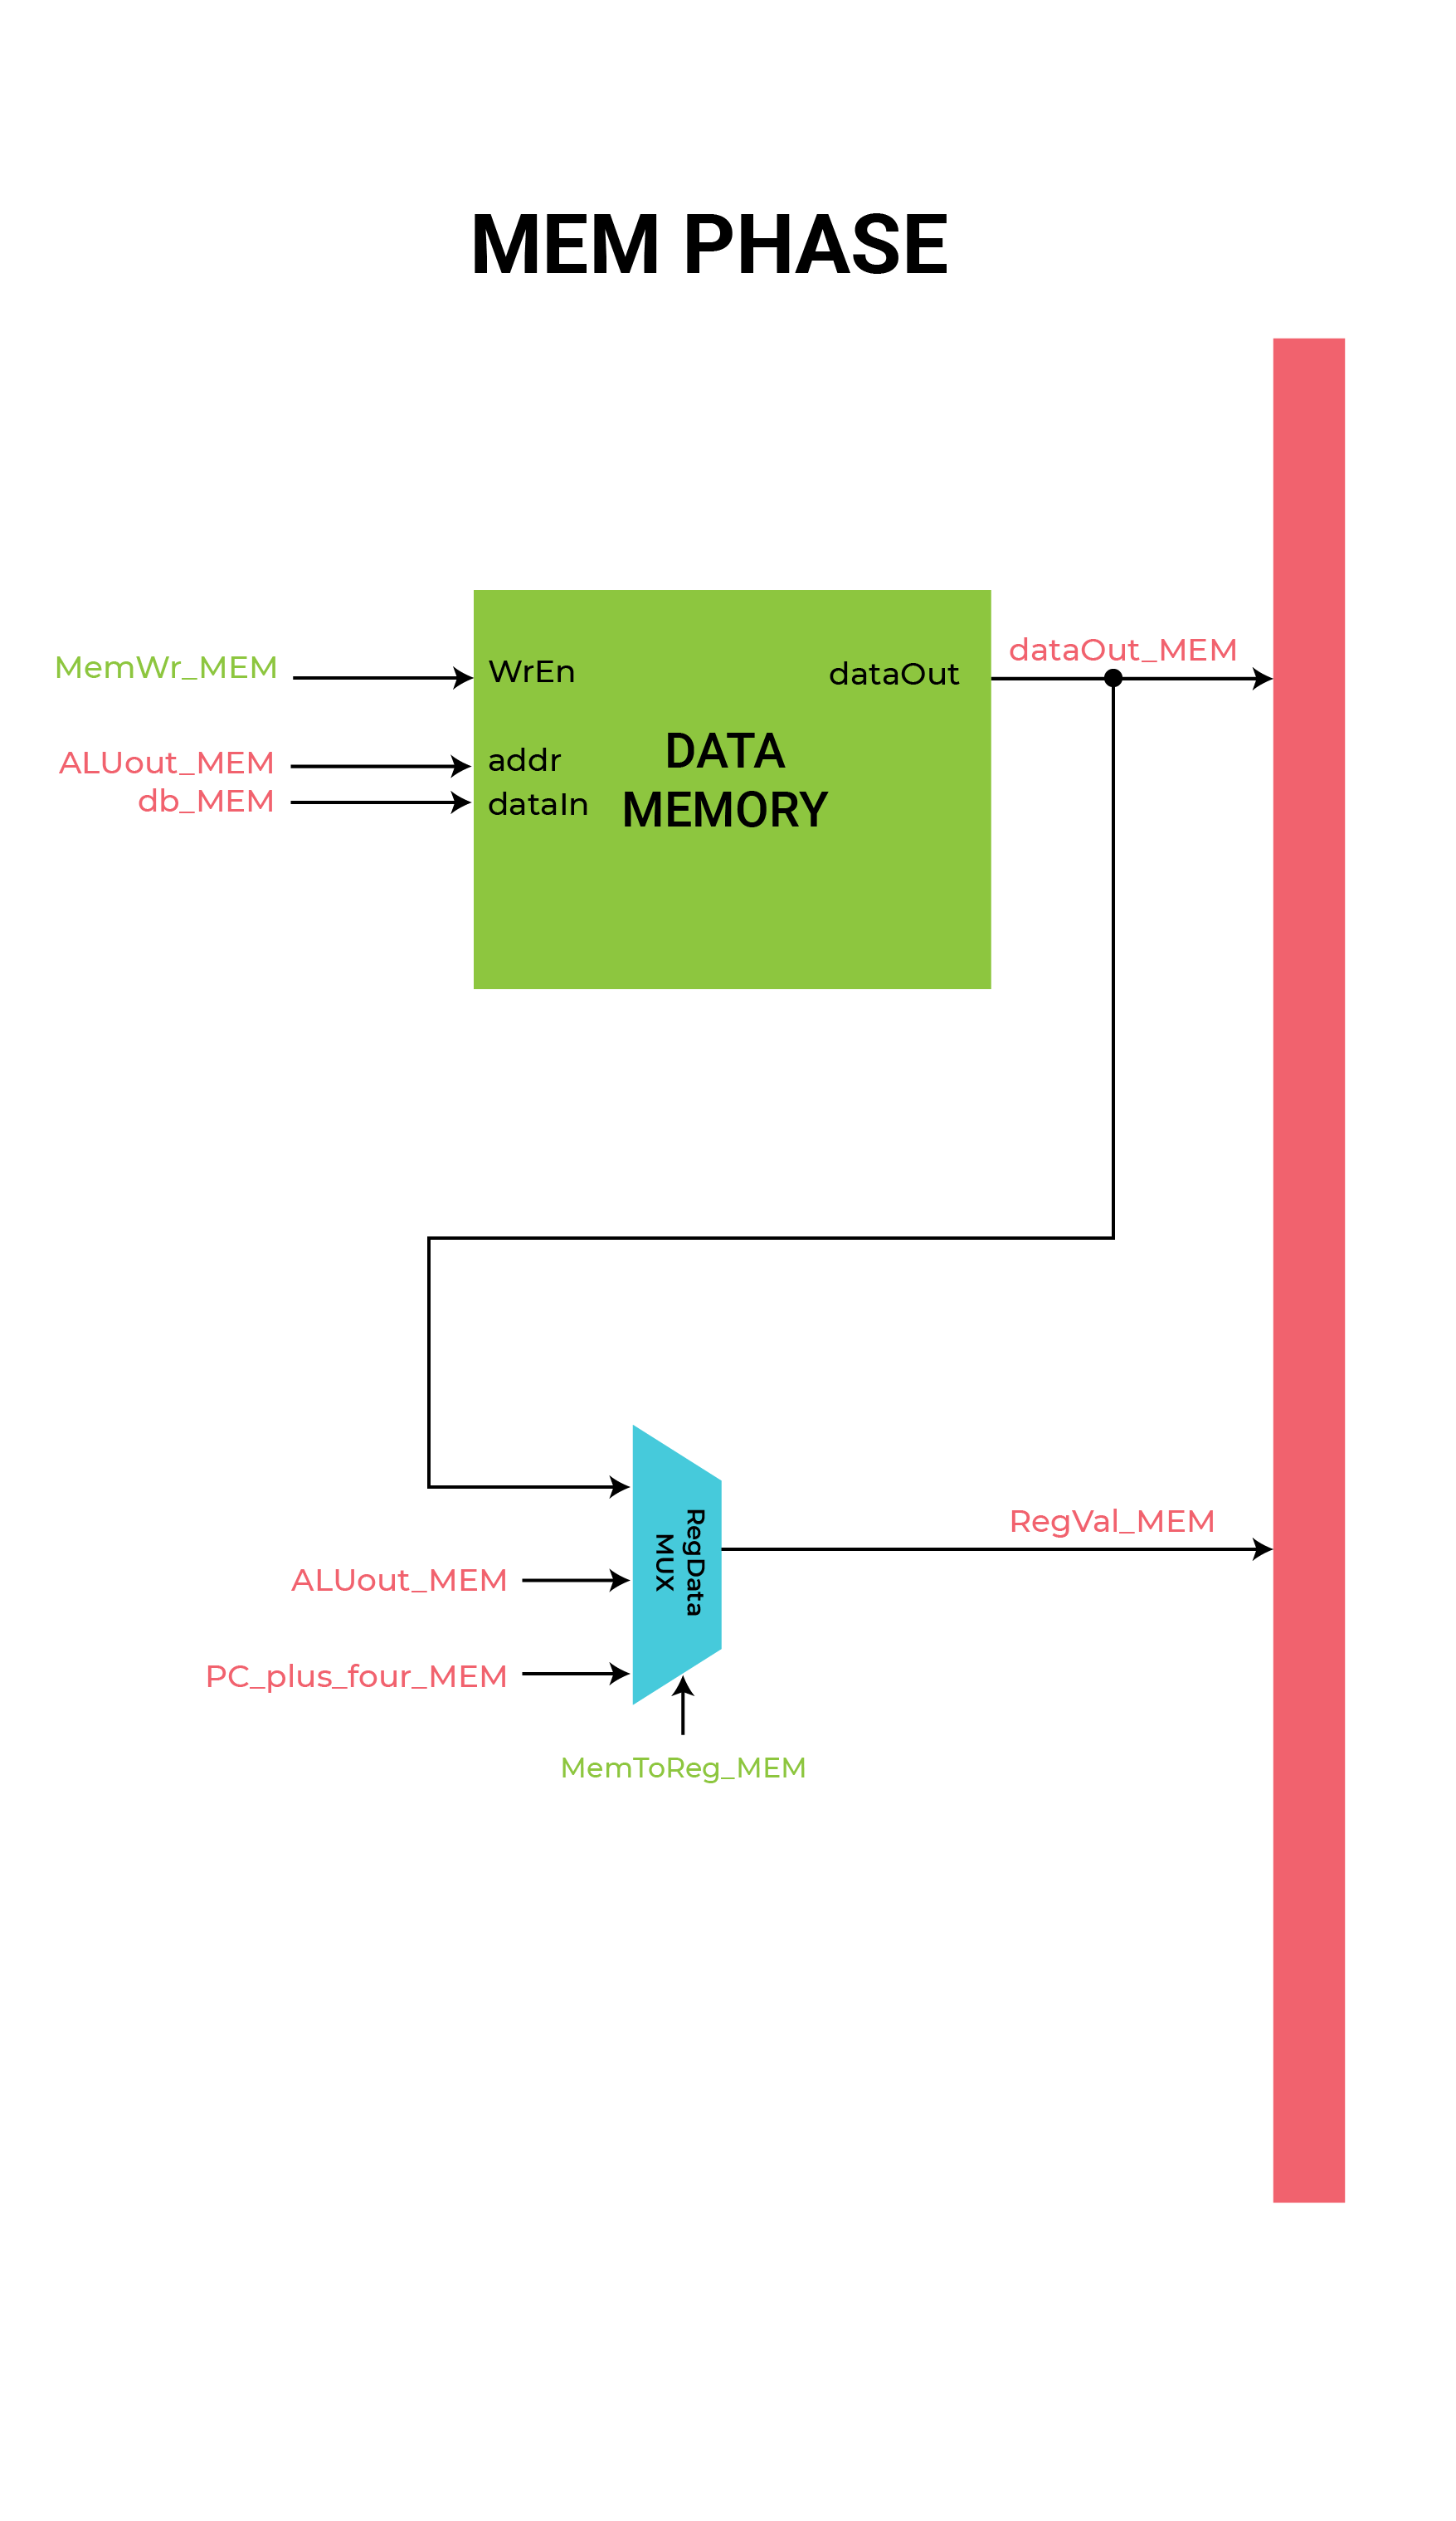 MEM PHASE
MemWr_MEM
WrEn
dataOut
dataOut_MEM
ALUout_MEM
addr
db_MEM
dataIn
DATA
MEMORY
RegData
MUX
RegVal_MEM
ALUout_MEM
PC_plus_four_MEM
MemToReg_MEM